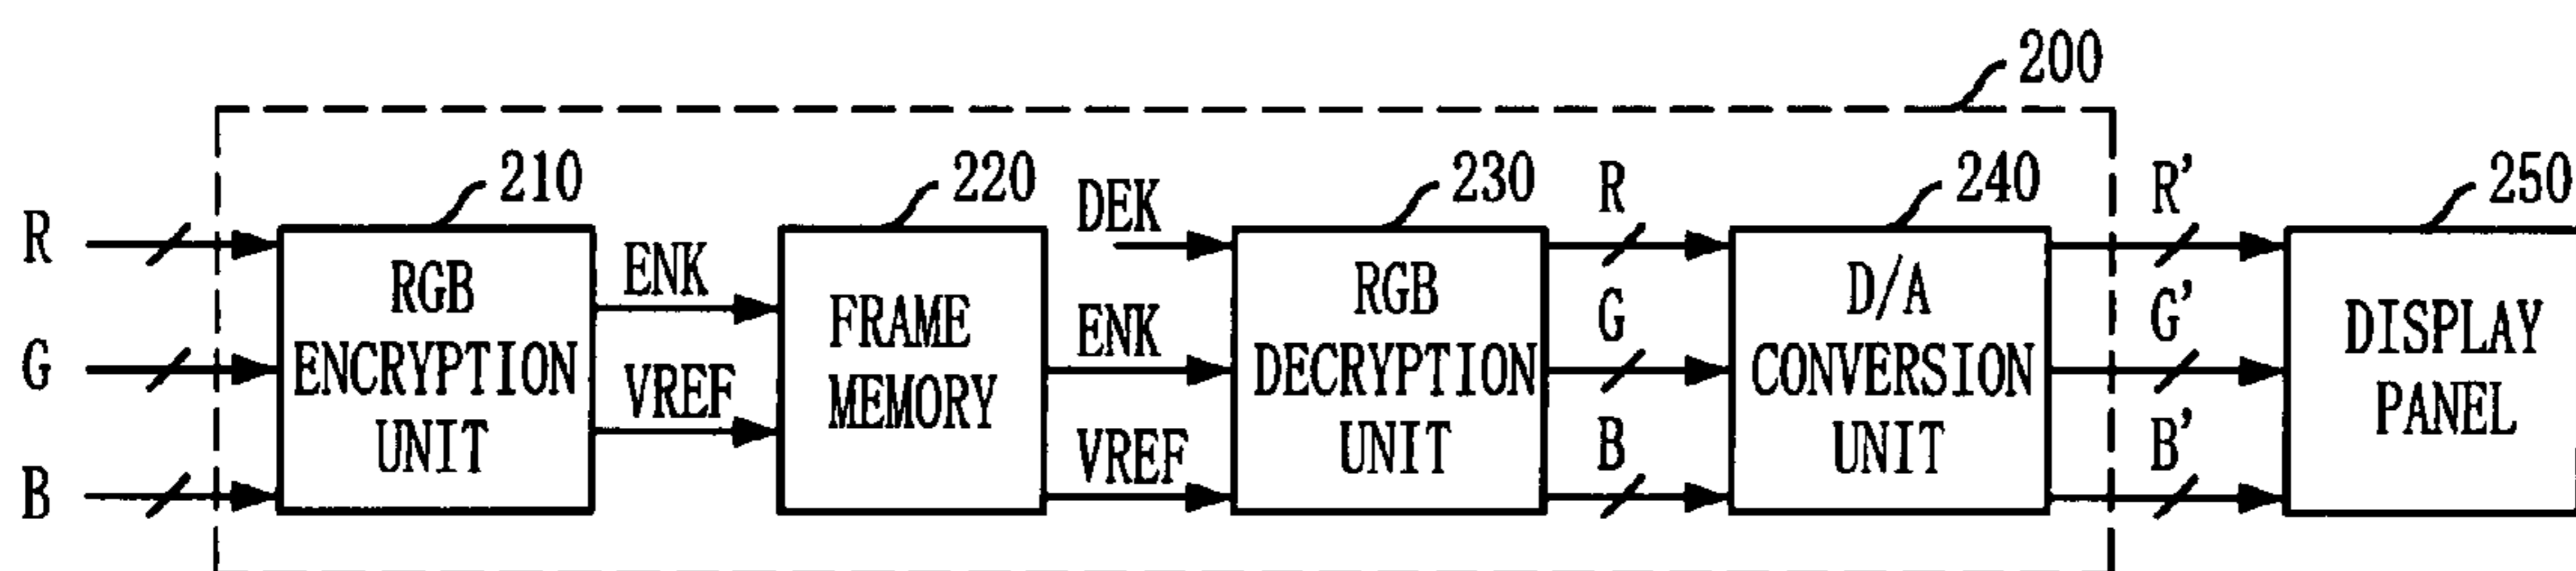 200
210
220
230
240
250
R
G
B
RGB
ENCRYPTION
UNIT
ENK
VREF
FRAME
MEMORY
DEK
ENK
VREF
RGB
DECRYPTION
UNIT
R
G
B
D/A
CONVERSION
UNIT
R'
G'
B'
DISPLAY
PANEL